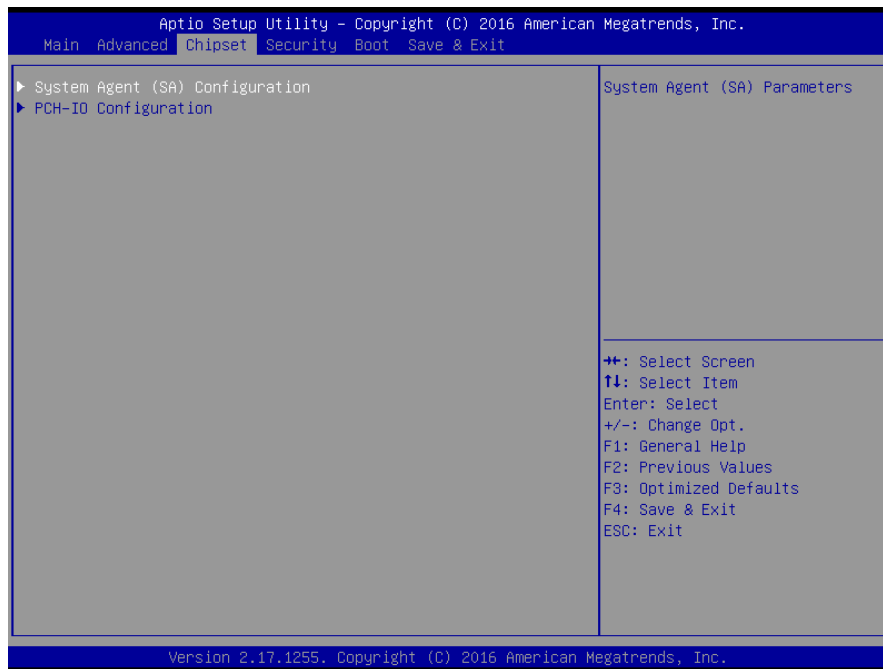 Aptio Setup Utility – Copyright (C) 2016 American Megatrends, Inc.
Main Advanced Chipset Security Boot Save & Exit
▶ System Agent (SA) Configuration
▶ PCH-IO Configuration
System Agent (SA) Parameters
→←: Select Screen
↑↓: Select Item
Enter: Select
+/-: Change Opt.
F1: General Help
F2: Previous Values
F3: Optimized Defaults
F4: Save & Exit
ESC: Exit
Version 2.17.1255. Copyright (C) 2016 American Megatrends, Inc.